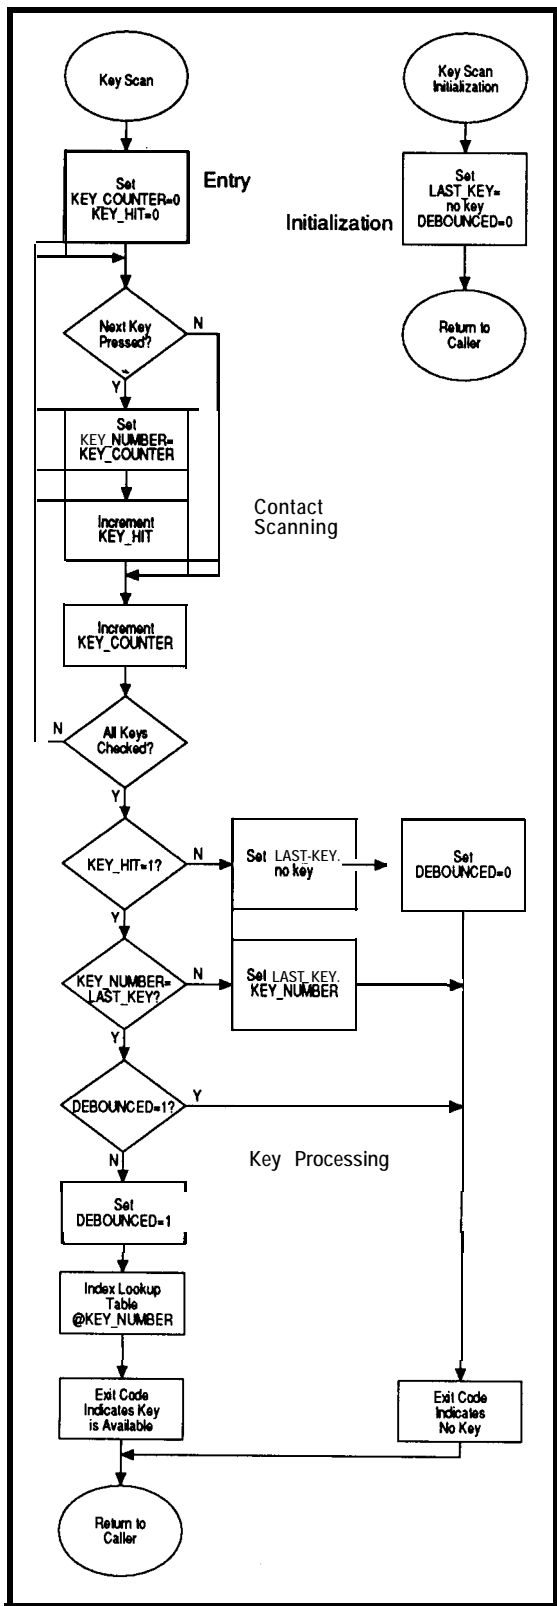 Key Scan
Key Scan
Initialization
Set
KEY_COUNTER=0
KEY_HIT=0
Entry
Initialization
Set
LAST_KEY=
no key
DEBOUNCED=0
Next Key
Pressed?
N
Y
Return to
Caller
Set
KEY_NUMBER=
KEY_COUNTER
Increment
KEY_HIT
Contact
Scanning
Increment
KEY_COUNTER
All Keys
Checked?
N
Y
KEY_HIT=1?
N
Y
Set LAST-KEY.
no key
Set
DEBOUNCED=0
KEY_NUMBER=
LAST_KEY?
N
Y
Set LAST_KEY.
KEY_NUMBER
DEBOUNCED=1?
Y
N
Key Processing
Set
DEBOUNCED=1
Index Lookup
Table
@KEY_NUMBER
Exit Code
Indicates Key
is Available
Exit Code
Indicates
No Key
Return to
Caller